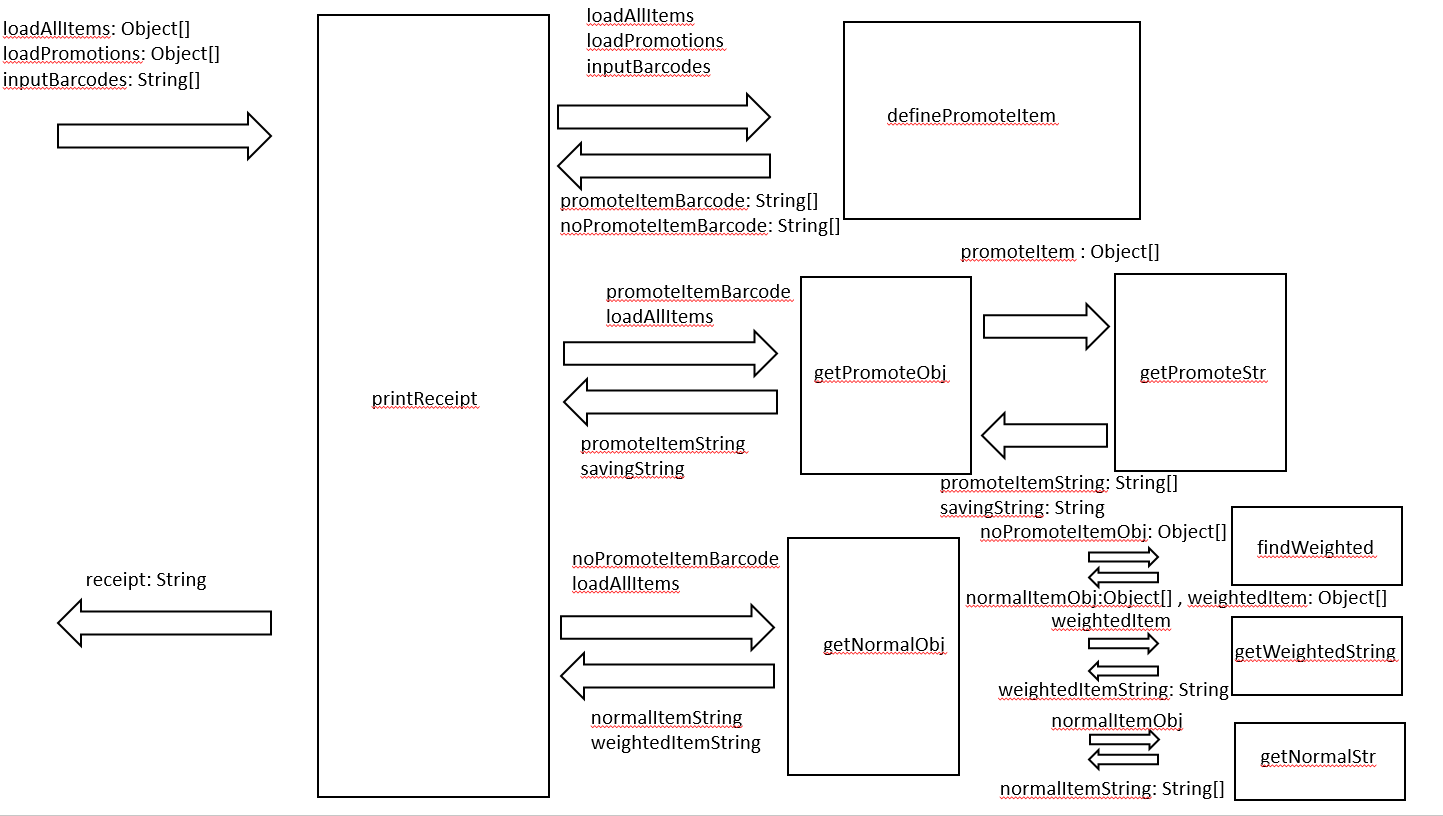 loadAllItems: Object[]
loadPromotions: Object[]
inputBarcodes: String[]
loadAllItems
loadPromotions
inputBarcodes
definePromoteItem
promoteItemBarcode: String[]
noPromoteItemBarcode: String[]
promoteItem : Object[]
promoteItemBarcode
loadAllItems
getPromoteObj
getPromoteStr
printReceipt
promoteItemString
savingString
promoteItemString: String[]
savingString: String
noPromoteItemObj: Object[]
findWeighted
noPromoteItemBarcode
loadAllItems
receipt: String
normalItemObj:Object[] , weightedItem: Object[]
weightedItem
getNormalObj
getWeightedString
weightedItemString: String
normalItemString
weightedItemString
normalItemObj
getNormalStr
normalItemString: String[]